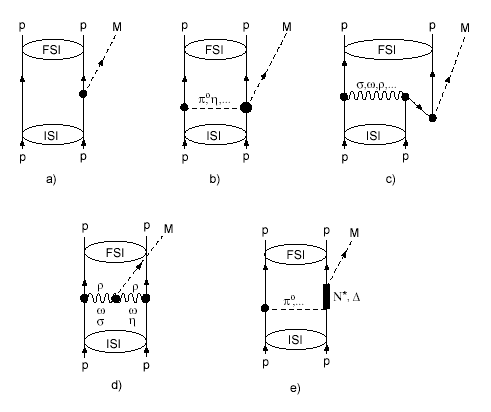 p p M
FSI
ISI
p p
a)
p p M
FSI
π⁰,η,...
ISI
p p
b)
p p M
FSI
σ,ω,ρ,...
ISI
p p
c)
p p M
FSI
ρ ρ
ω ω
σ η
ISI
p p
d)
p p M
FSI
N*, Δ
π⁰,...
ISI
p p
e)